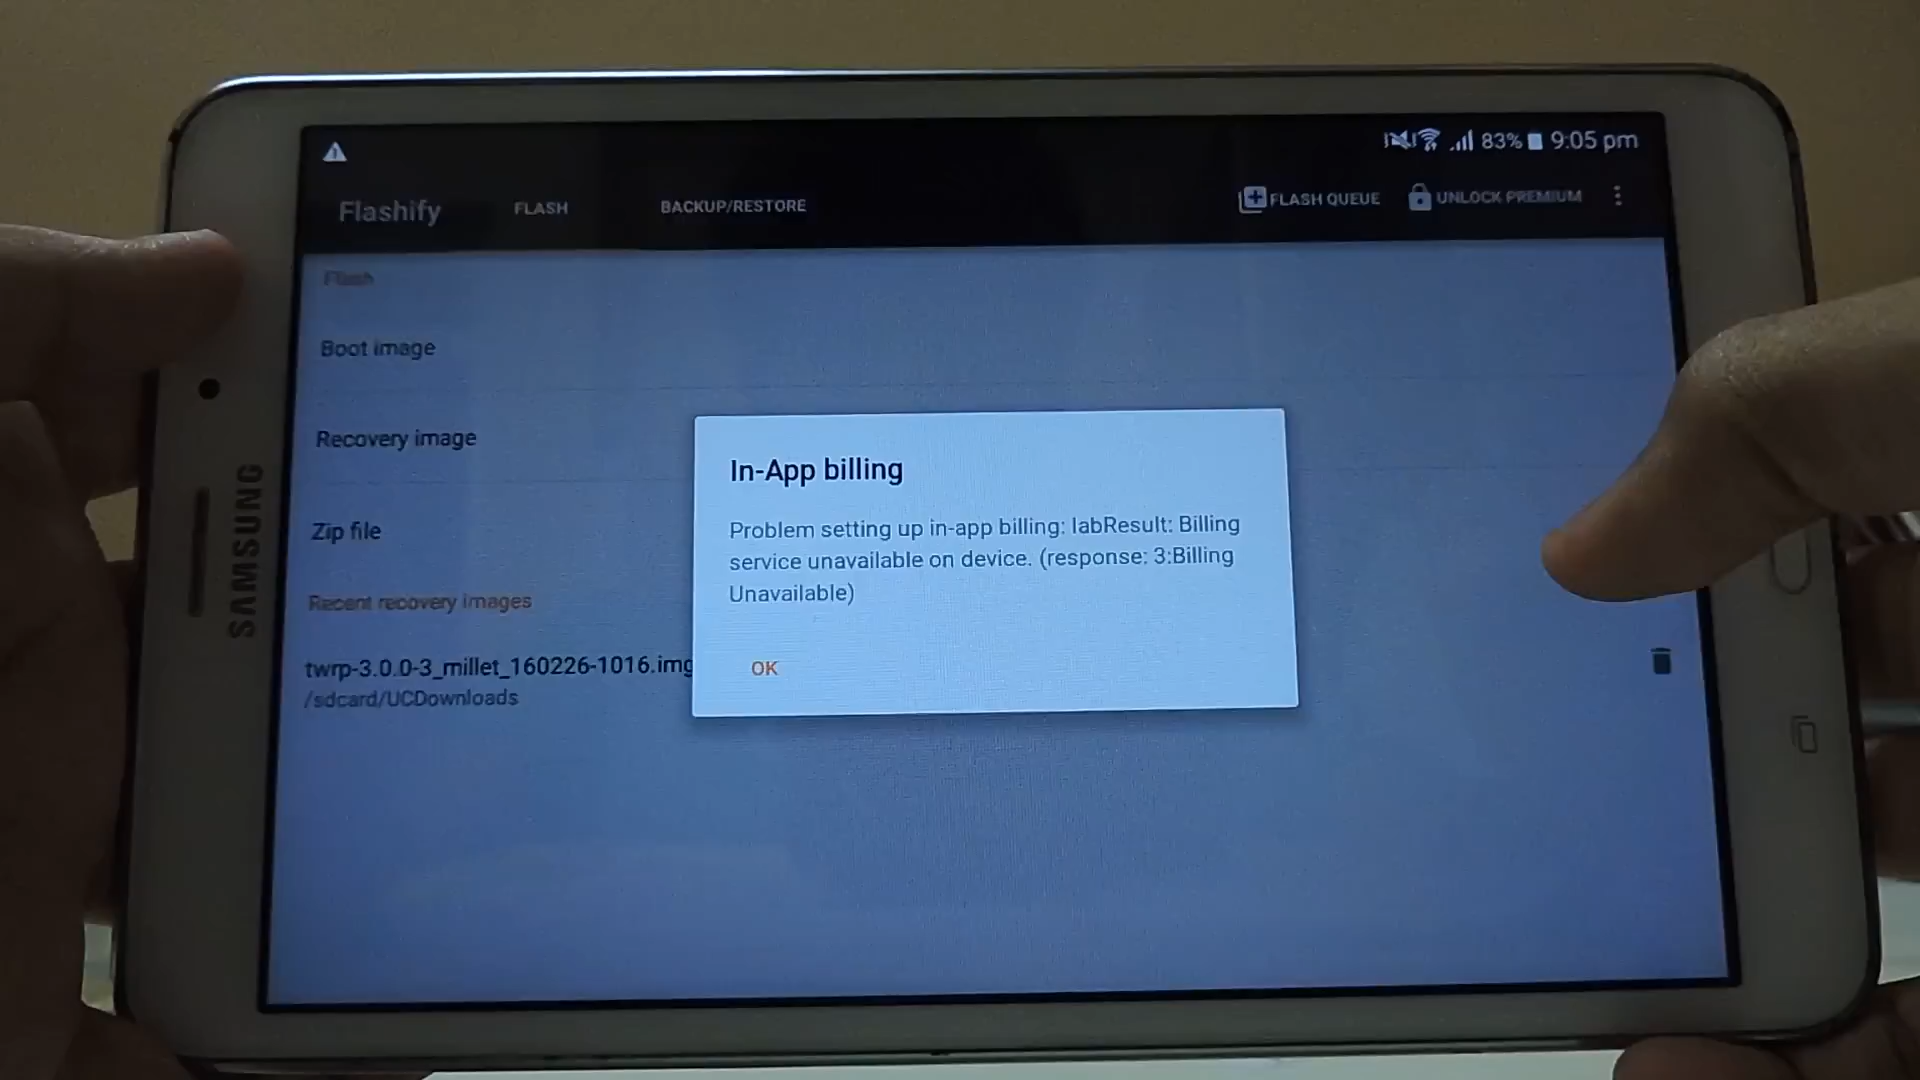 83% 9:05 pm
Flashify FLASH BACKUP/RESTORE FLASH QUEUE UNLOCK PREMIUM
Flash
Boot image
Recovery image
Zip file
Recent recovery images
twrp-3.0.0-3_millet_160226-1016.img
/sdcard/UCDownloads
In-App billing
Problem setting up in-app billing: IabResult: Billing
service unavailable on device. (response: 3:Billing
Unavailable)
OK
SAMSUNG